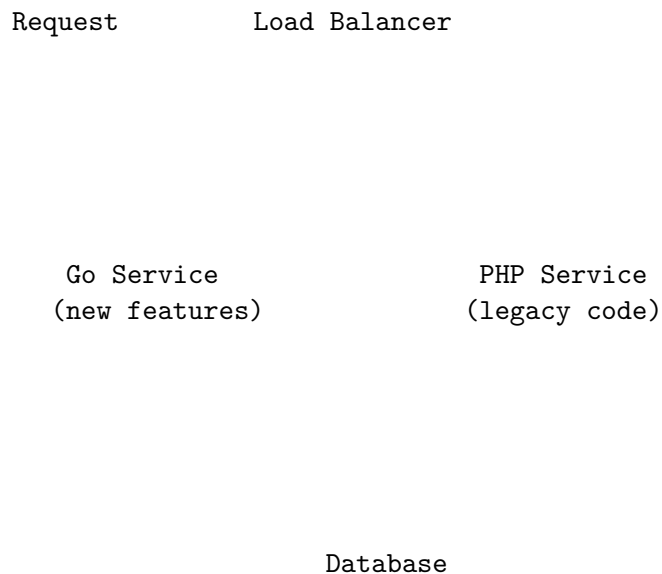 Request Load Balancer
Go Service PHP Service
(new features) (legacy code)
Database